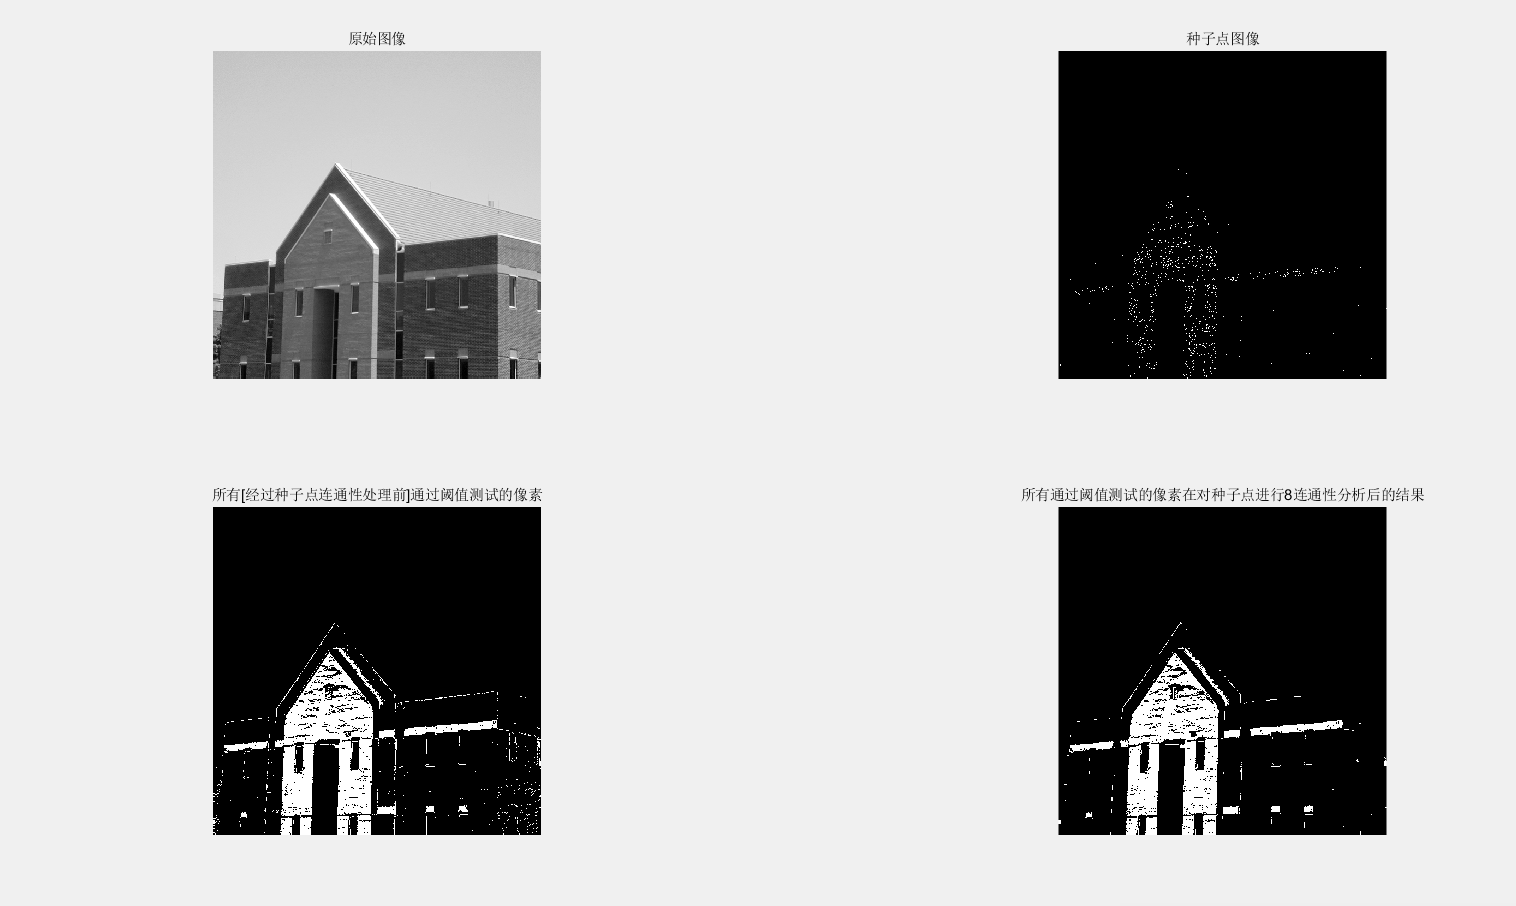 原始图像
种子点图像
所有[经过种子点连通性处理前]通过阈值测试的像素
所有通过阈值测试的像素在对种子点进行8连通性分析后的结果